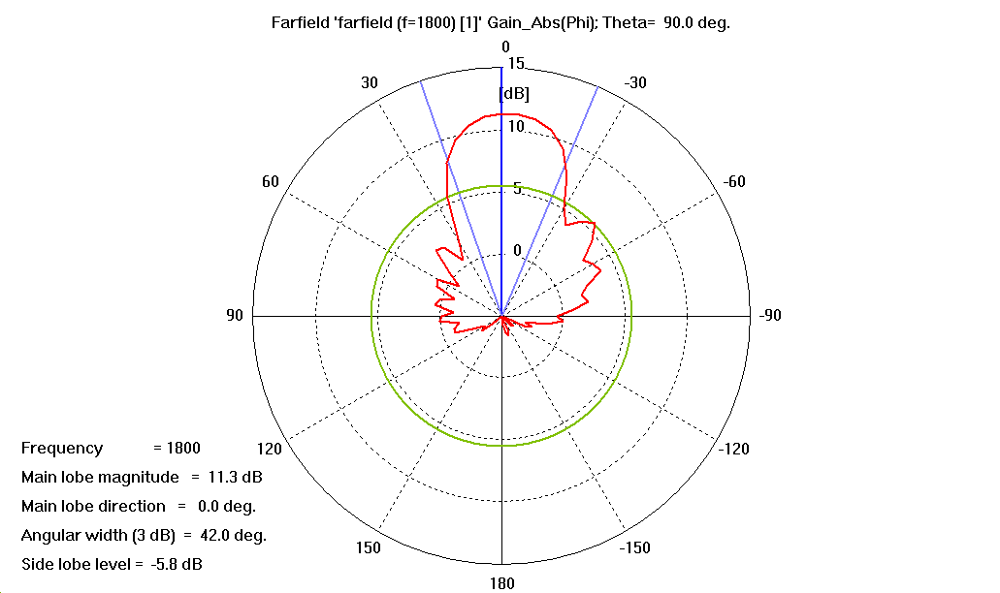 Farfield 'farfield (f=1800) [1]' Gain_Abs(Phi); Theta= 90.0 deg.
0
15
30
-30
[dB]
10
60
-60
5
0
90
-90
120
-120
150
-150
180
Frequency = 1800
Main lobe magnitude = 11.3 dB
Main lobe direction = 0.0 deg.
Angular width (3 dB) = 42.0 deg.
Side lobe level = -5.8 dB